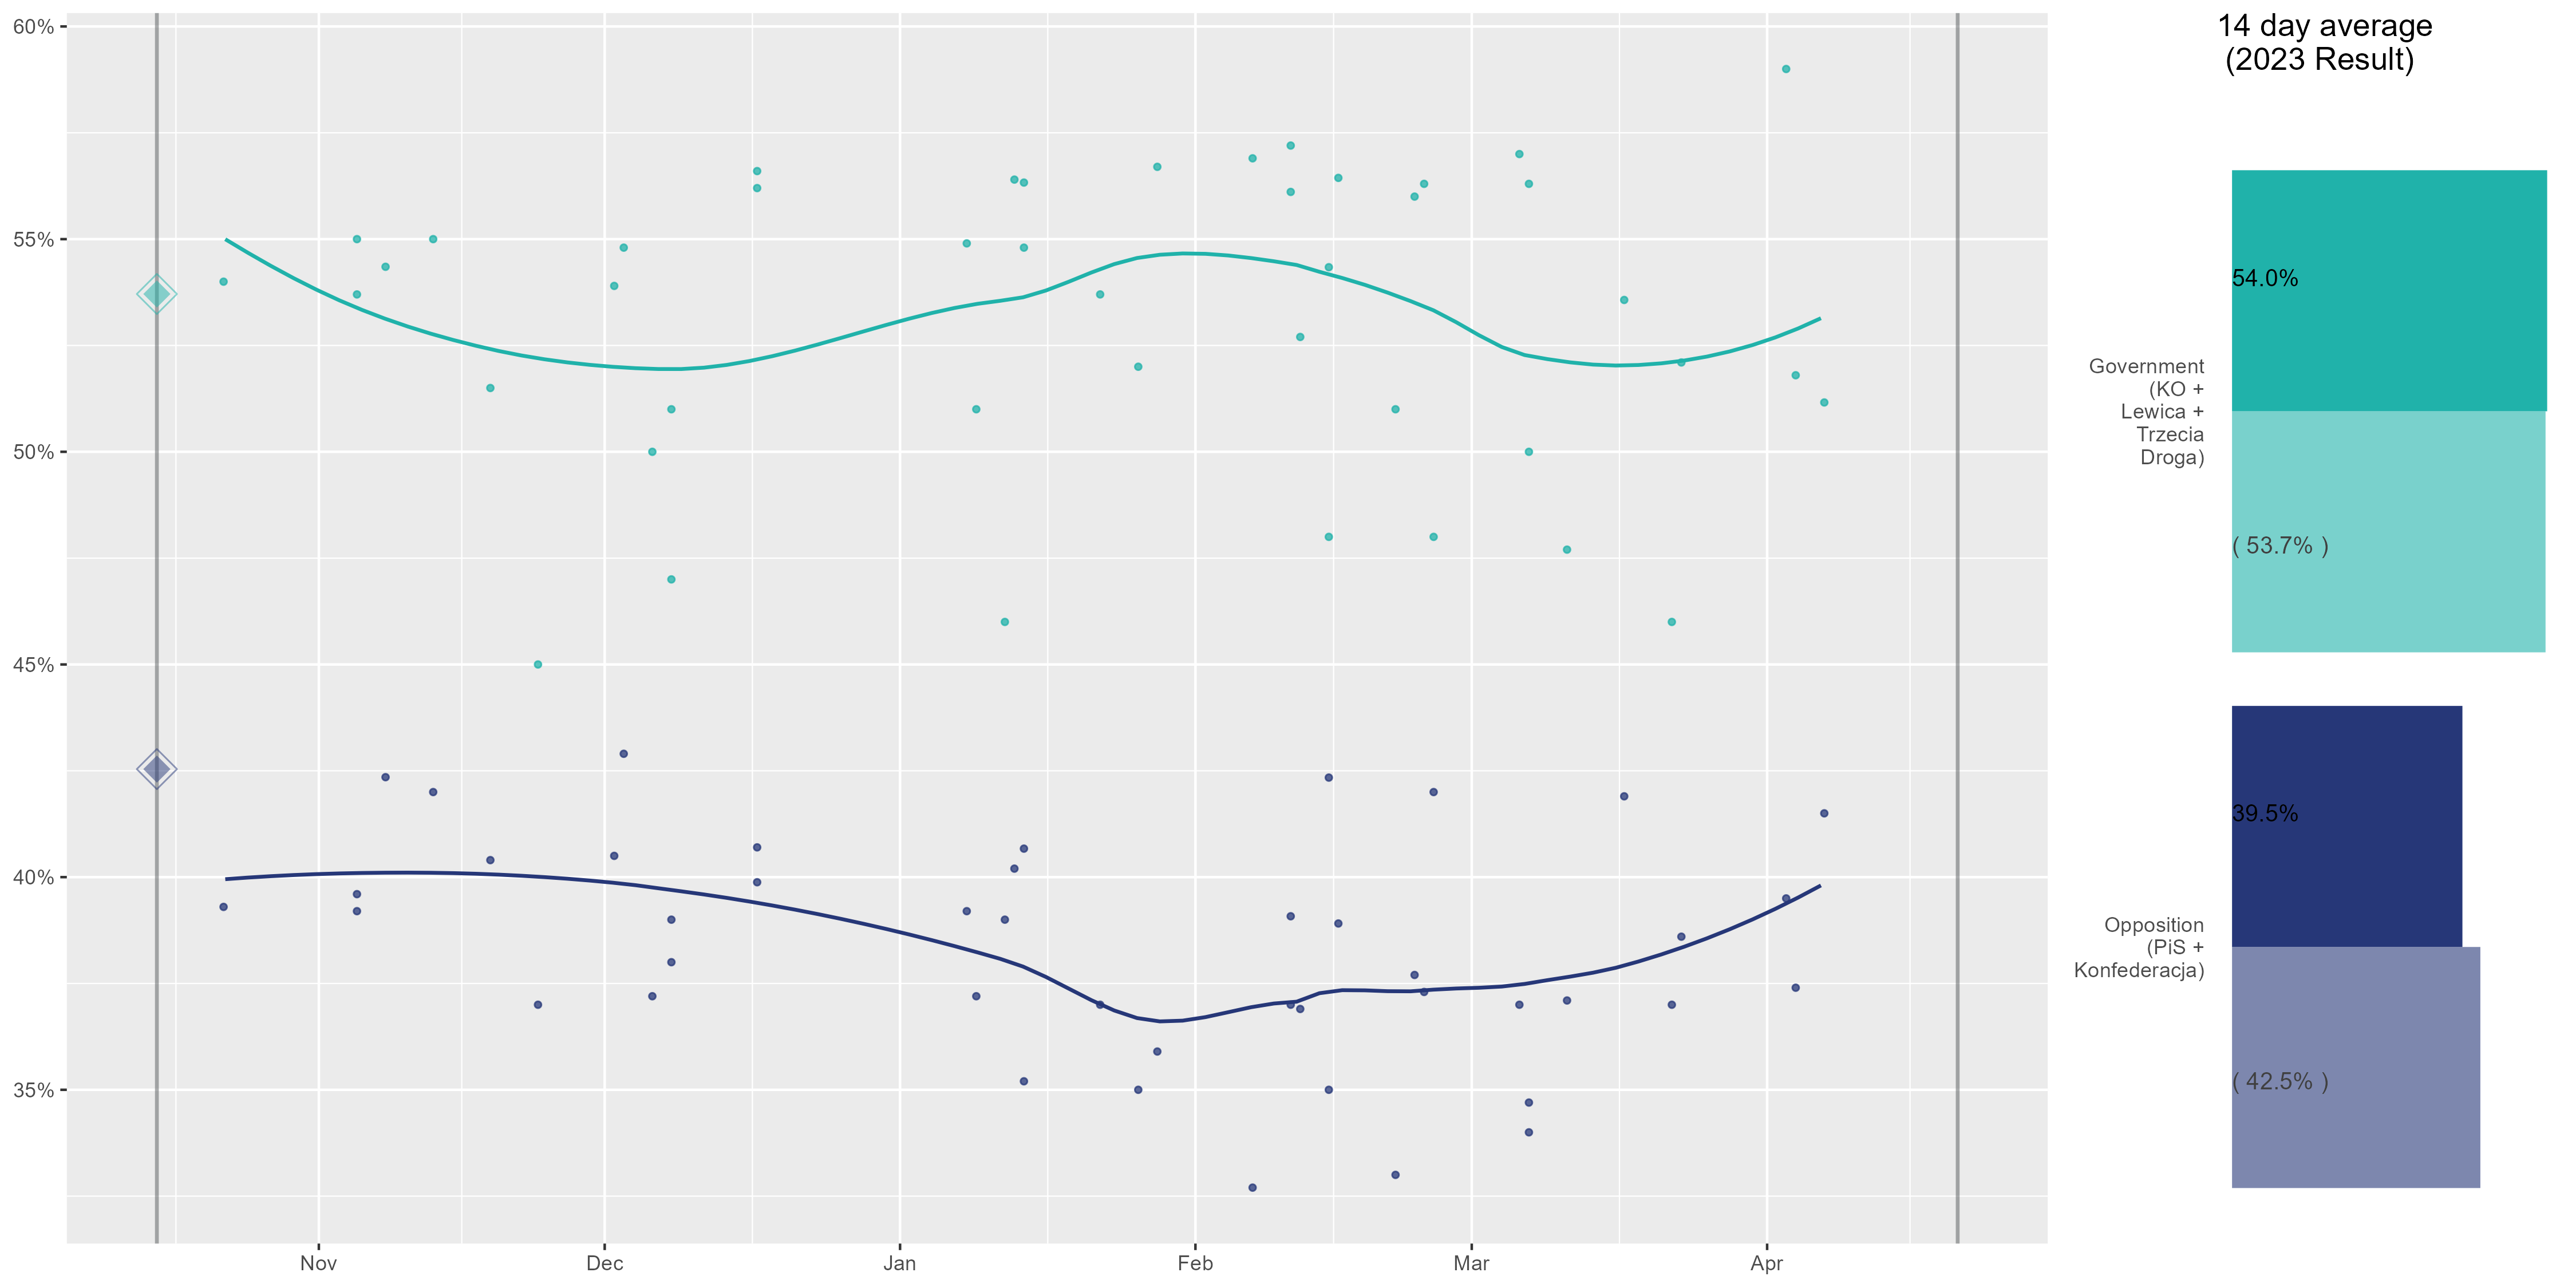 60%
55%
50%
45%
40%
35%
Nov
Dec
Jan
Feb
Mar
Apr
14 day average
(2023 Result)
Government
(KO +
Lewica +
Trzecia
Droga)
54.0%
( 53.7% )
Opposition
(PiS +
Konfederacja)
39.5%
( 42.5% )